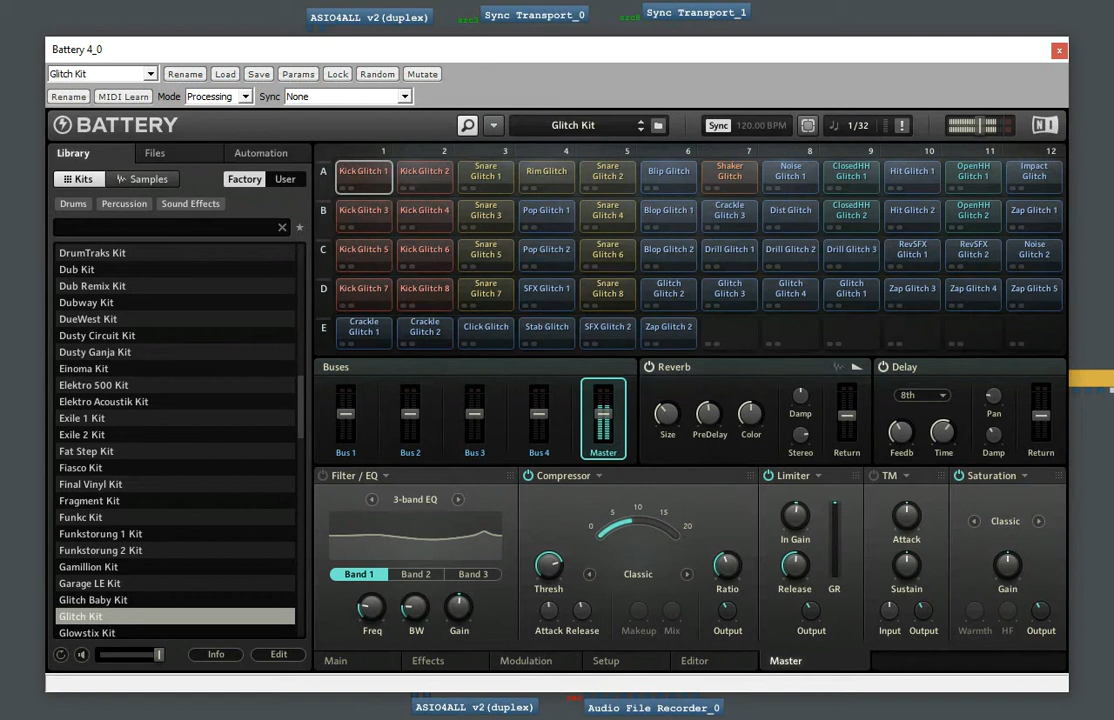 ASIO4ALL v2(duplex)
src3
Sync Transport_0
src8
Sync Transport_1
Battery 4_0
x
Glitch Kit
Rename
Load
Save
Params
Lock
Random
Mutate
Rename
MIDI Learn
Mode
Processing
Sync
None
BATTERY
Glitch Kit
Sync
120.00 BPM
1/32
!
NI
Library
Files
Automation
Kits
Samples
Factory
User
Drums
Percussion
Sound Effects
DrumTraks Kit
Dub Kit
Dub Remix Kit
Dubway Kit
DueWest Kit
Dusty Circuit Kit
Dusty Ganja Kit
Einoma Kit
Elektro 500 Kit
Elektro Acoustik Kit
Exile 1 Kit
Exile 2 Kit
Fat Step Kit
Fiasco Kit
Final Vinyl Kit
Fragment Kit
Funkc Kit
Funkstorung 1 Kit
Funkstorung 2 Kit
Gamillion Kit
Garage LE Kit
Glitch Baby Kit
Glitch Kit
Glowstix Kit
Info
Edit
1 2 3 4 5 6 7 8 9 10 11 12
A
Kick Glitch 1
Kick Glitch 2
Snare Glitch 1
Rim Glitch
Snare Glitch 2
Blip Glitch
Shaker Glitch
Noise Glitch 1
ClosedHH Glitch 1
Hit Glitch 1
OpenHH Glitch 1
Impact Glitch
B
Kick Glitch 3
Kick Glitch 4
Snare Glitch 3
Pop Glitch 1
Snare Glitch 4
Blop Glitch 1
Crackle Glitch 3
Dist Glitch
ClosedHH Glitch 2
Hit Glitch 2
OpenHH Glitch 2
Zap Glitch 1
C
Kick Glitch 5
Kick Glitch 6
Snare Glitch 5
Pop Glitch 2
Snare Glitch 6
Blop Glitch 2
Drill Glitch 1
Drill Glitch 2
Drill Glitch 3
RevSFX Glitch 1
RevSFX Glitch 2
Noise Glitch 2
D
Kick Glitch 7
Kick Glitch 8
Snare Glitch 7
SFX Glitch 1
Snare Glitch 8
Glitch Glitch 2
Glitch Glitch 3
Glitch Glitch 4
Glitch Glitch 1
Zap Glitch 3
Zap Glitch 4
Zap Glitch 5
E
Crackle Glitch 1
Crackle Glitch 2
Click Glitch
Stab Glitch
SFX Glitch 2
Zap Glitch 2
Buses
Bus 1
Bus 2
Bus 3
Bus 4
Master
Reverb
Size
PreDelay
Color
Damp
Stereo
Return
Delay
8th
Feedb
Time
Pan
Damp
Return
Filter / EQ
3-band EQ
Band 1
Band 2
Band 3
Freq
BW
Gain
Compressor
0 5 10 15 20
Thresh
Classic
Ratio
Attack
Release
Makeup
Mix
Output
Limiter
In Gain
Release
GR
Output
TM
Attack
Sustain
Input
Output
Saturation
Classic
Gain
Warmth
HF
Output
Main
Effects
Modulation
Setup
Editor
Master
ASIO4ALL v2(duplex)
Audio File Recorder_0